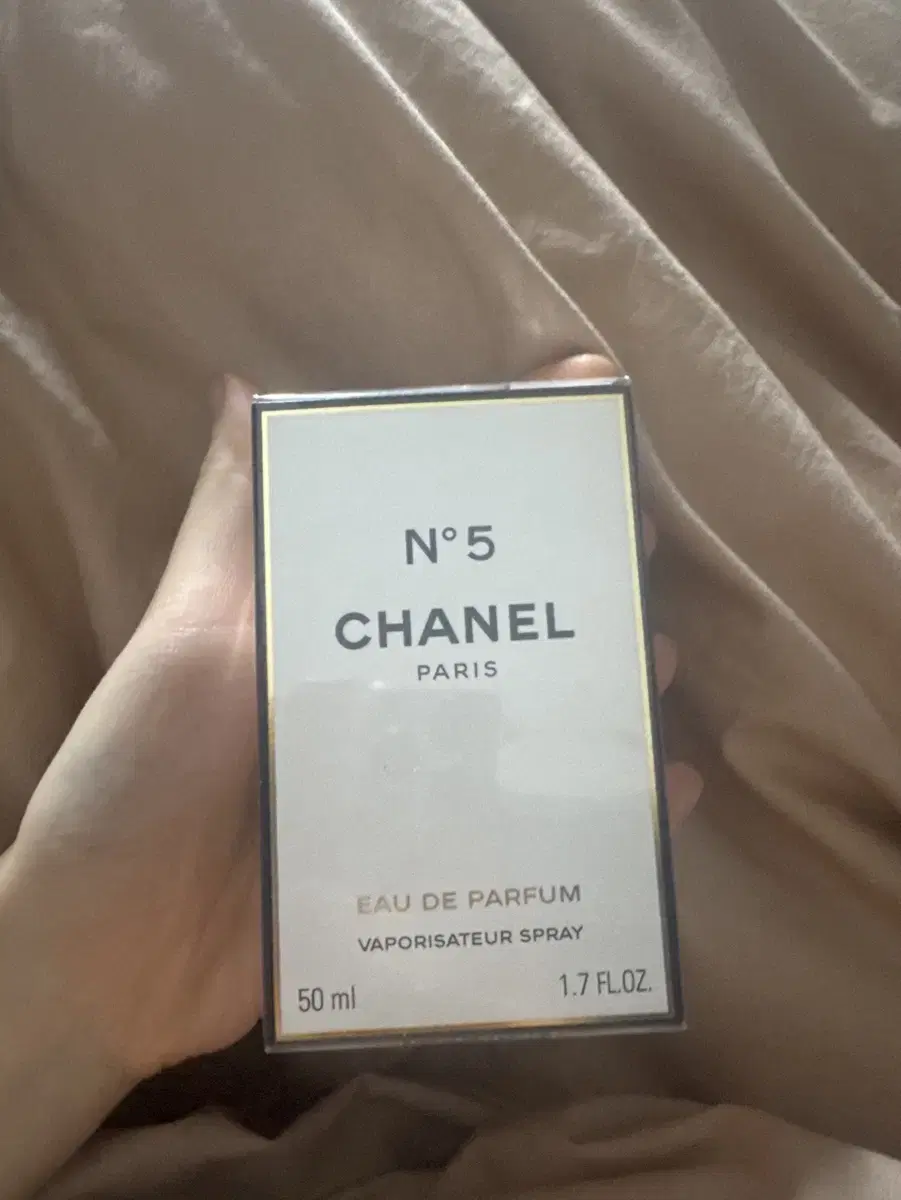 N°5
CHANEL
PARIS
EAU DE PARFUM
VAPORISATEUR SPRAY
50 ml 1.7 FL.OZ.